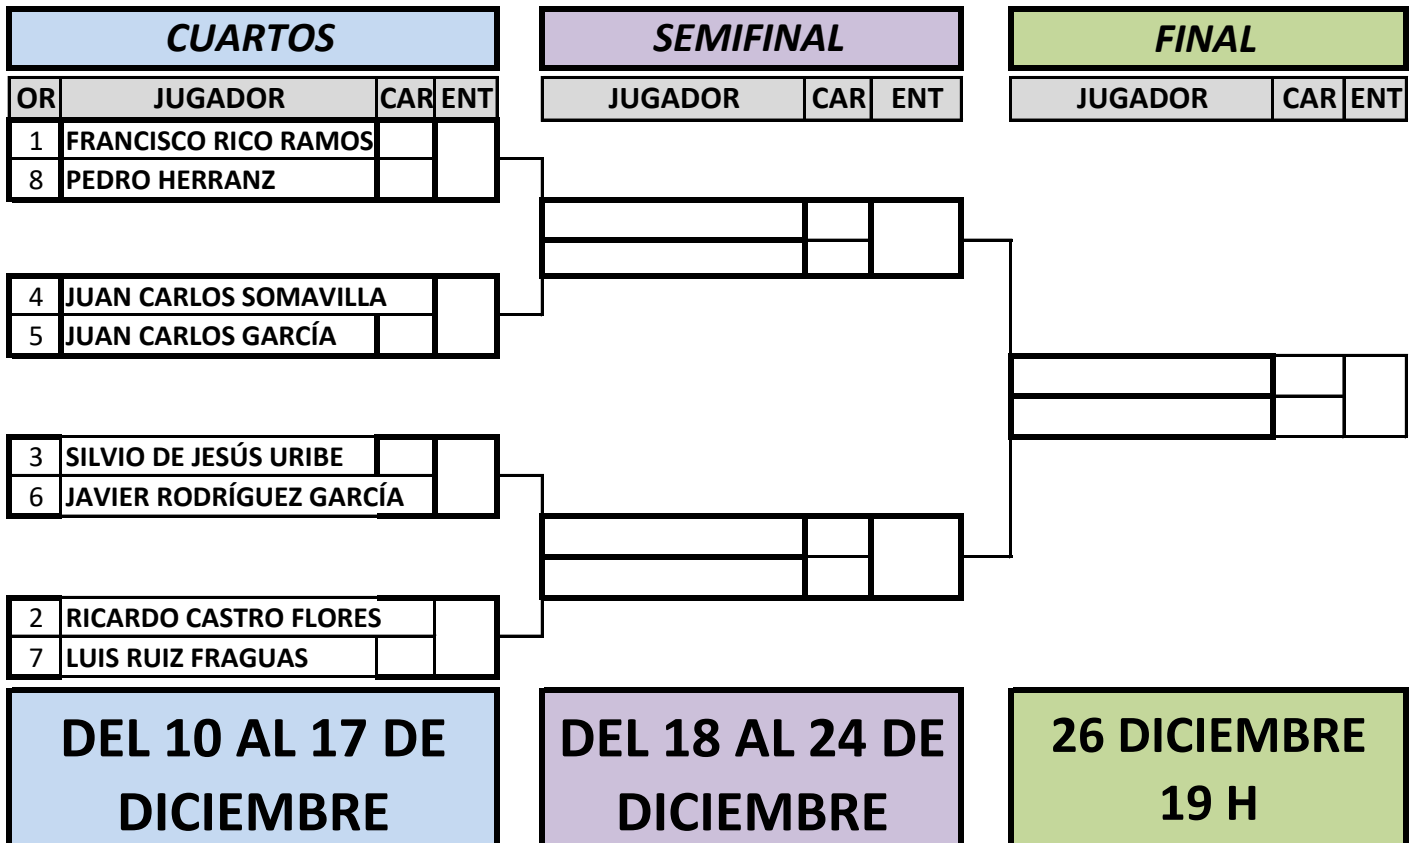 CUARTOS SEMIFINAL FINAL
OR JUGADOR CAR ENT JUGADOR CAR ENT JUGADOR CAR ENT
1 FRANCISCO RICO RAMOS
8 PEDRO HERRANZ
4 JUAN CARLOS SOMAVILLA
5 JUAN CARLOS GARCÍA
3 SILVIO DE JESÚS URIBE
6 JAVIER RODRÍGUEZ GARCÍA
2 RICARDO CASTRO FLORES
7 LUIS RUIZ FRAGUAS
DEL 10 AL 17 DE
DICIEMBRE
DEL 18 AL 24 DE
DICIEMBRE
26 DICIEMBRE
19 H